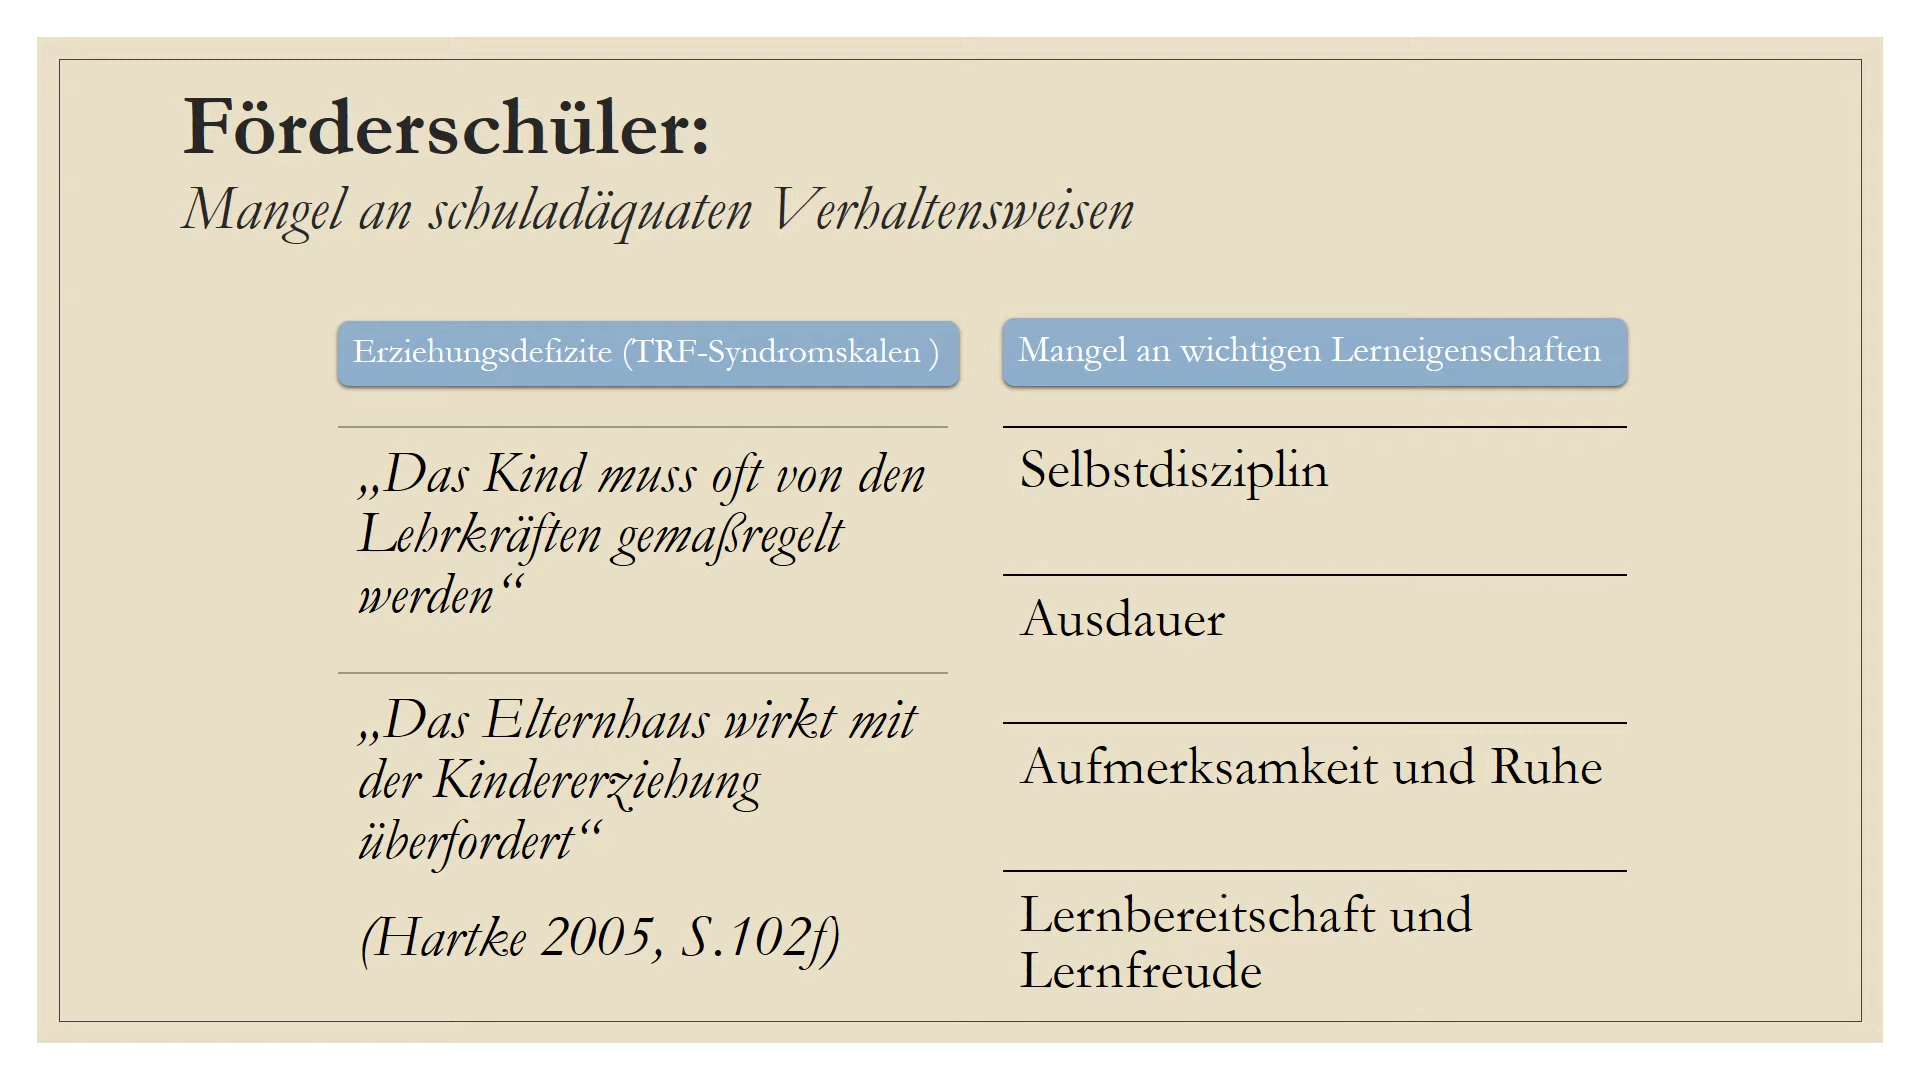 Förderschüler:
Mangel an schuladäquaten Verhaltensweisen
Erziehungsdefizite (TRF-Syndromskalen )
„Das Kind muss oft von den
Lehrkräften gemaßregelt
werden“
„Das Elternhaus wirkt mit
der Kindererziehung
überfordert“
(Hartke 2005, S.102f)
Mangel an wichtigen Lerneigenschaften
Selbstdisziplin
Ausdauer
Aufmerksamkeit und Ruhe
Lernbereitschaft und
Lernfreude